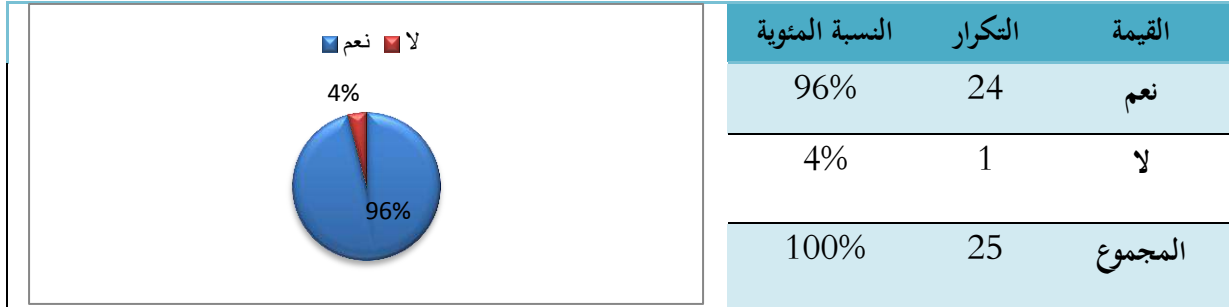 القيمة التكرار النسبة المئوية
نعم 24 96%
لا 1 4%
المجموع 25 100%
نعم لا
4%
96%